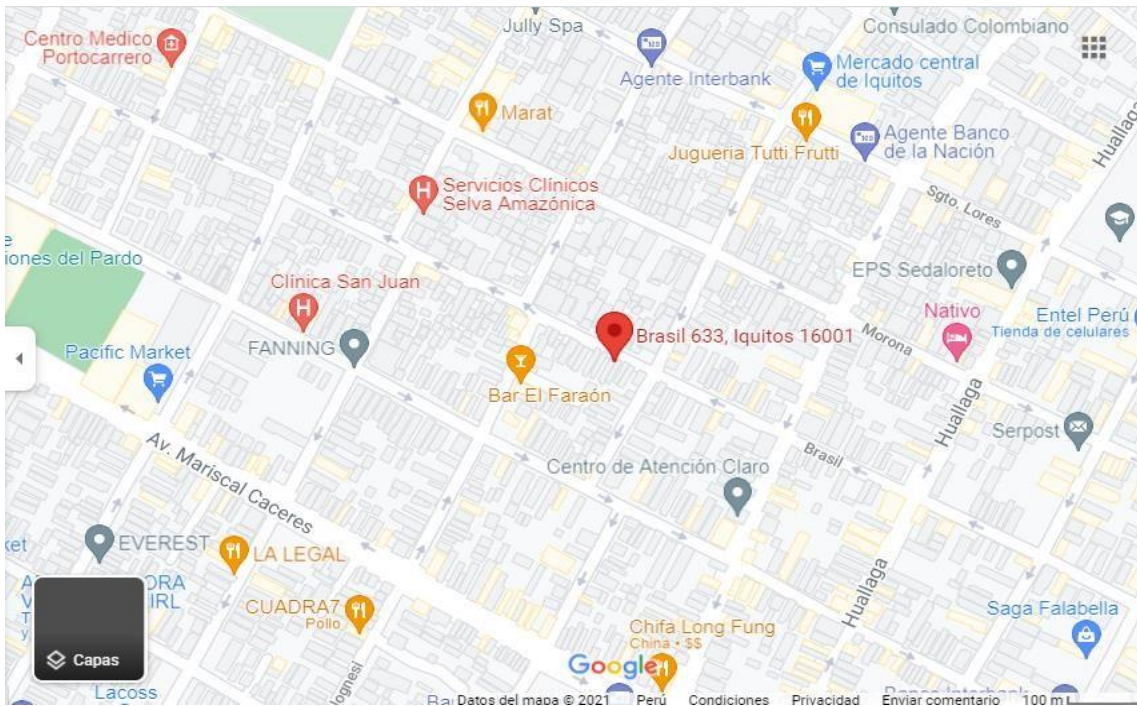 Jully Spa
Consulado Colombiano
Centro Medico
Portocarrero
Agente Interbank
Mercado central
de Iquitos
Marat
Huallaga
Agente Banco
de la Nación
Jugueria Tutti Frutti
Servicios Clínicos
Selva Amazónica
Sgto. Lores
iones del Pardo
EPS Sedaloreto
Clínica San Juan
Nativo
Entel Perú
Tienda de celulares
Brasil 633, Iquitos 16001
Morona
FANNING
Pacific Market
Bar El Faraón
Huallaga
Serpost
Av. Mariscal Caceres
Brasil
Centro de Atención Claro
EVEREST
LA LEGAL
Huallaga
CUADRA7
Pollo
Saga Falabella
Chifa Long Fung
China • $$
Capas
Google
Lacoss
Datos del mapa © 2021 Perú Condiciones Privacidad Enviar comentario 100 m